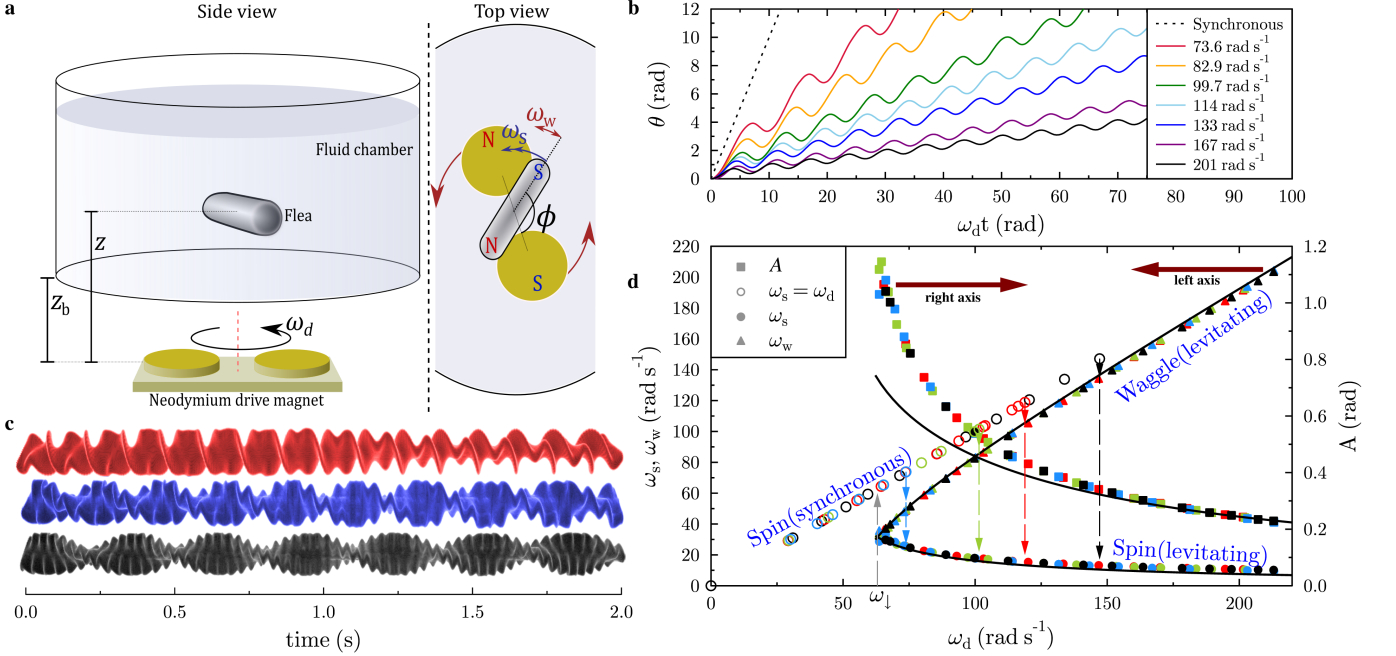 a
Side view
Top view
Fluid chamber
Flea
z
z_b
ω_d
Neodymium drive magnet
N
ω_s
ω_w
S
ϕ
N
S
b
12
10
8
6
4
2
0
θ (rad)
0 10 20 30 40 50 60 70 80 90 100
ω_d t (rad)
Synchronous
73.6 rad s⁻¹
82.9 rad s⁻¹
99.7 rad s⁻¹
114 rad s⁻¹
133 rad s⁻¹
167 rad s⁻¹
201 rad s⁻¹
c
0.0 0.5 1.0 1.5 2.0
time (s)
d
220
200
180
160
140
120
100
80
60
40
20
0
ω_s, ω_w (rad s⁻¹)
A
ω_s = ω_d
ω_s
ω_w
right axis
left axis
Waggle(levitating)
Spin(synchronous)
Spin(levitating)
1.2
1.0
0.8
0.6
0.4
0.2
0.0
A (rad)
0 50 100 150 200
ω_↓
ω_d (rad s⁻¹)